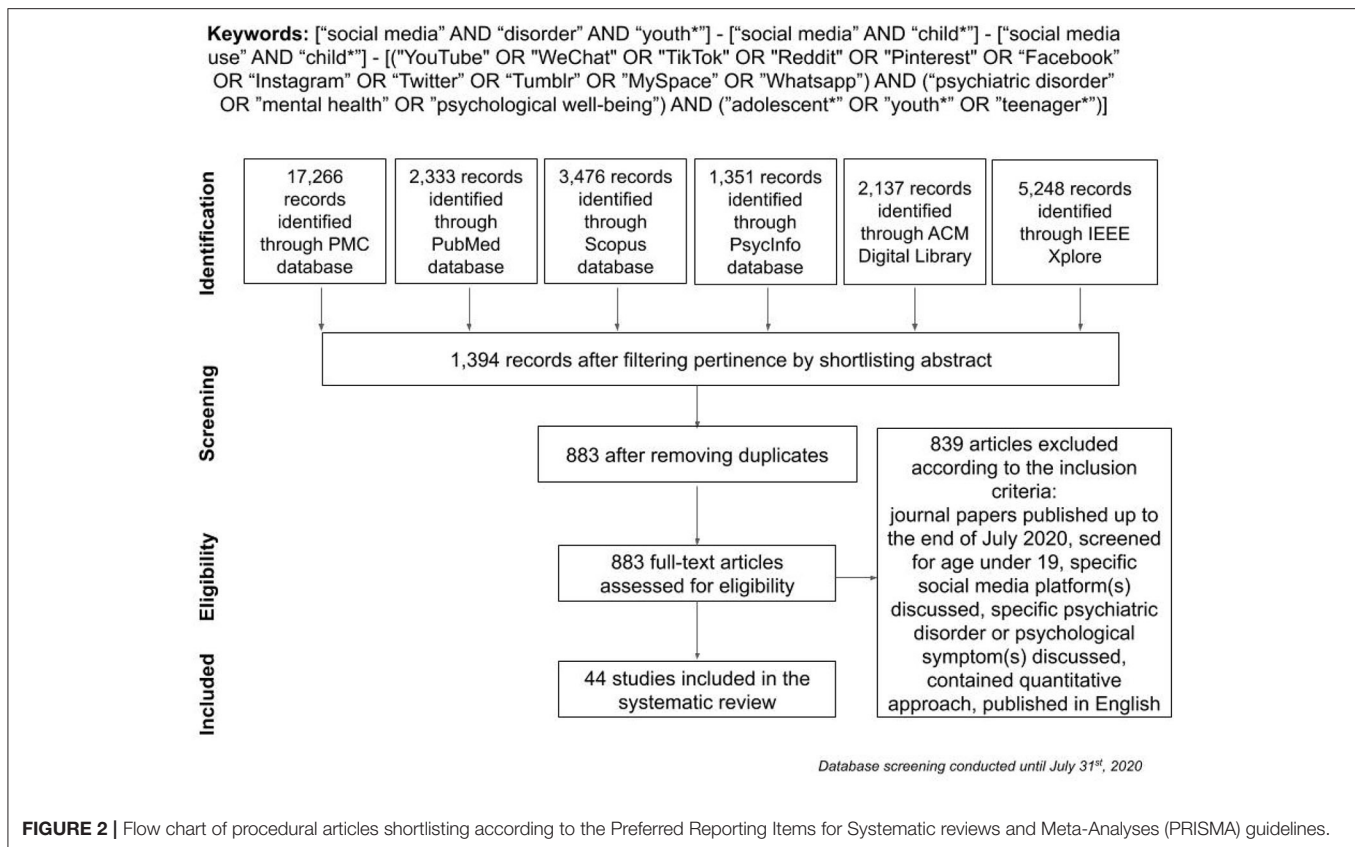 Keywords: [“social media” AND “disorder” AND “youth*”] - [“social media” AND “child*”] - [“social media
use” AND “child*”] - [("YouTube" OR "WeChat" OR "TikTok" OR "Reddit" OR "Pinterest" OR “Facebook”
OR “Instagram” OR “Twitter” OR “Tumblr” OR ”MySpace” OR ”Whatsapp”) AND (“psychiatric disorder”
OR ”mental health” OR ”psychological well-being”) AND (”adolescent*” OR ”youth*” OR ”teenager*”)]
Identification
17,266
records
identified
through PMC
database
2,333 records
identified
through
PubMed
database
3,476 records
identified
through
Scopus
database
1,351 records
identified
through
PsycInfo
database
2,137 records
identified
through ACM
Digital Library
5,248 records
identified
through IEEE
Xplore
Screening
1,394 records after filtering pertinence by shortlisting abstract
883 after removing duplicates
839 articles excluded
according to the inclusion
criteria:
journal papers published up to
the end of July 2020, screened
for age under 19, specific
social media platform(s)
discussed, specific psychiatric
disorder or psychological
symptom(s) discussed,
contained quantitative
approach, published in English
Eligibility
883 full-text articles
assessed for eligibility
Included
44 studies included in the
systematic review
Database screening conducted until July 31st, 2020
FIGURE 2 | Flow chart of procedural articles shortlisting according to the Preferred Reporting Items for Systematic reviews and Meta-Analyses (PRISMA) guidelines.